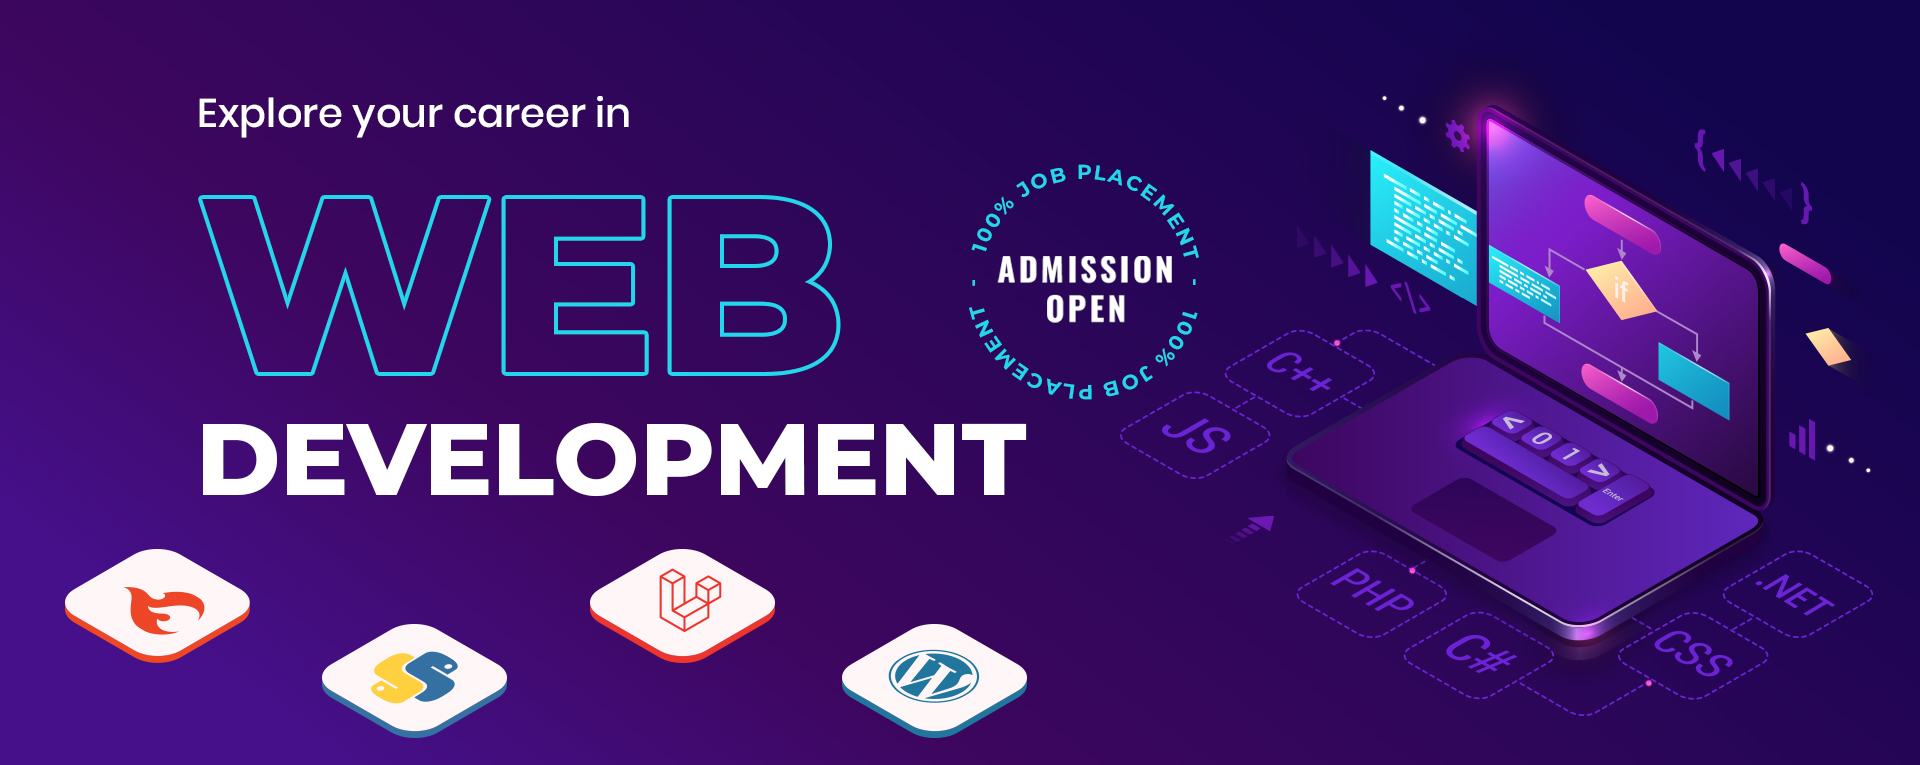 Explore your career in
WEB
DEVELOPMENT
100% JOB PLACEMENT -
ADMISSION
OPEN
100% JOB PLACEMENT -
if
</>
{
}
C++
JS
< 0 1 >
Enter
PHP
C#
CSS
.NET